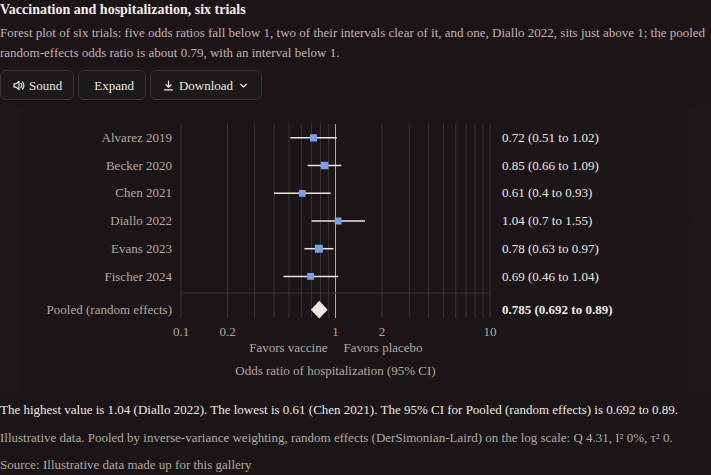 Vaccination and hospitalization, six trials
Forest plot of six trials: five odds ratios fall below 1, two of their intervals clear of it, and one, Diallo 2022, sits just above 1; the pooled
random-effects odds ratio is about 0.79, with an interval below 1.
Sound Expand Download
Alvarez 2019 0.72 (0.51 to 1.02)
Becker 2020 0.85 (0.66 to 1.09)
Chen 2021 0.61 (0.4 to 0.93)
Diallo 2022 1.04 (0.7 to 1.55)
Evans 2023 0.78 (0.63 to 0.97)
Fischer 2024 0.69 (0.46 to 1.04)
Pooled (random effects) 0.785 (0.692 to 0.89)
0.1 0.2 1 2 10
Favors vaccine Favors placebo
Odds ratio of hospitalization (95% CI)
The highest value is 1.04 (Diallo 2022). The lowest is 0.61 (Chen 2021). The 95% CI for Pooled (random effects) is 0.692 to 0.89.
Illustrative data. Pooled by inverse-variance weighting, random effects (DerSimonian-Laird) on the log scale: Q 4.31, I² 0%, τ² 0.
Source: Illustrative data made up for this gallery